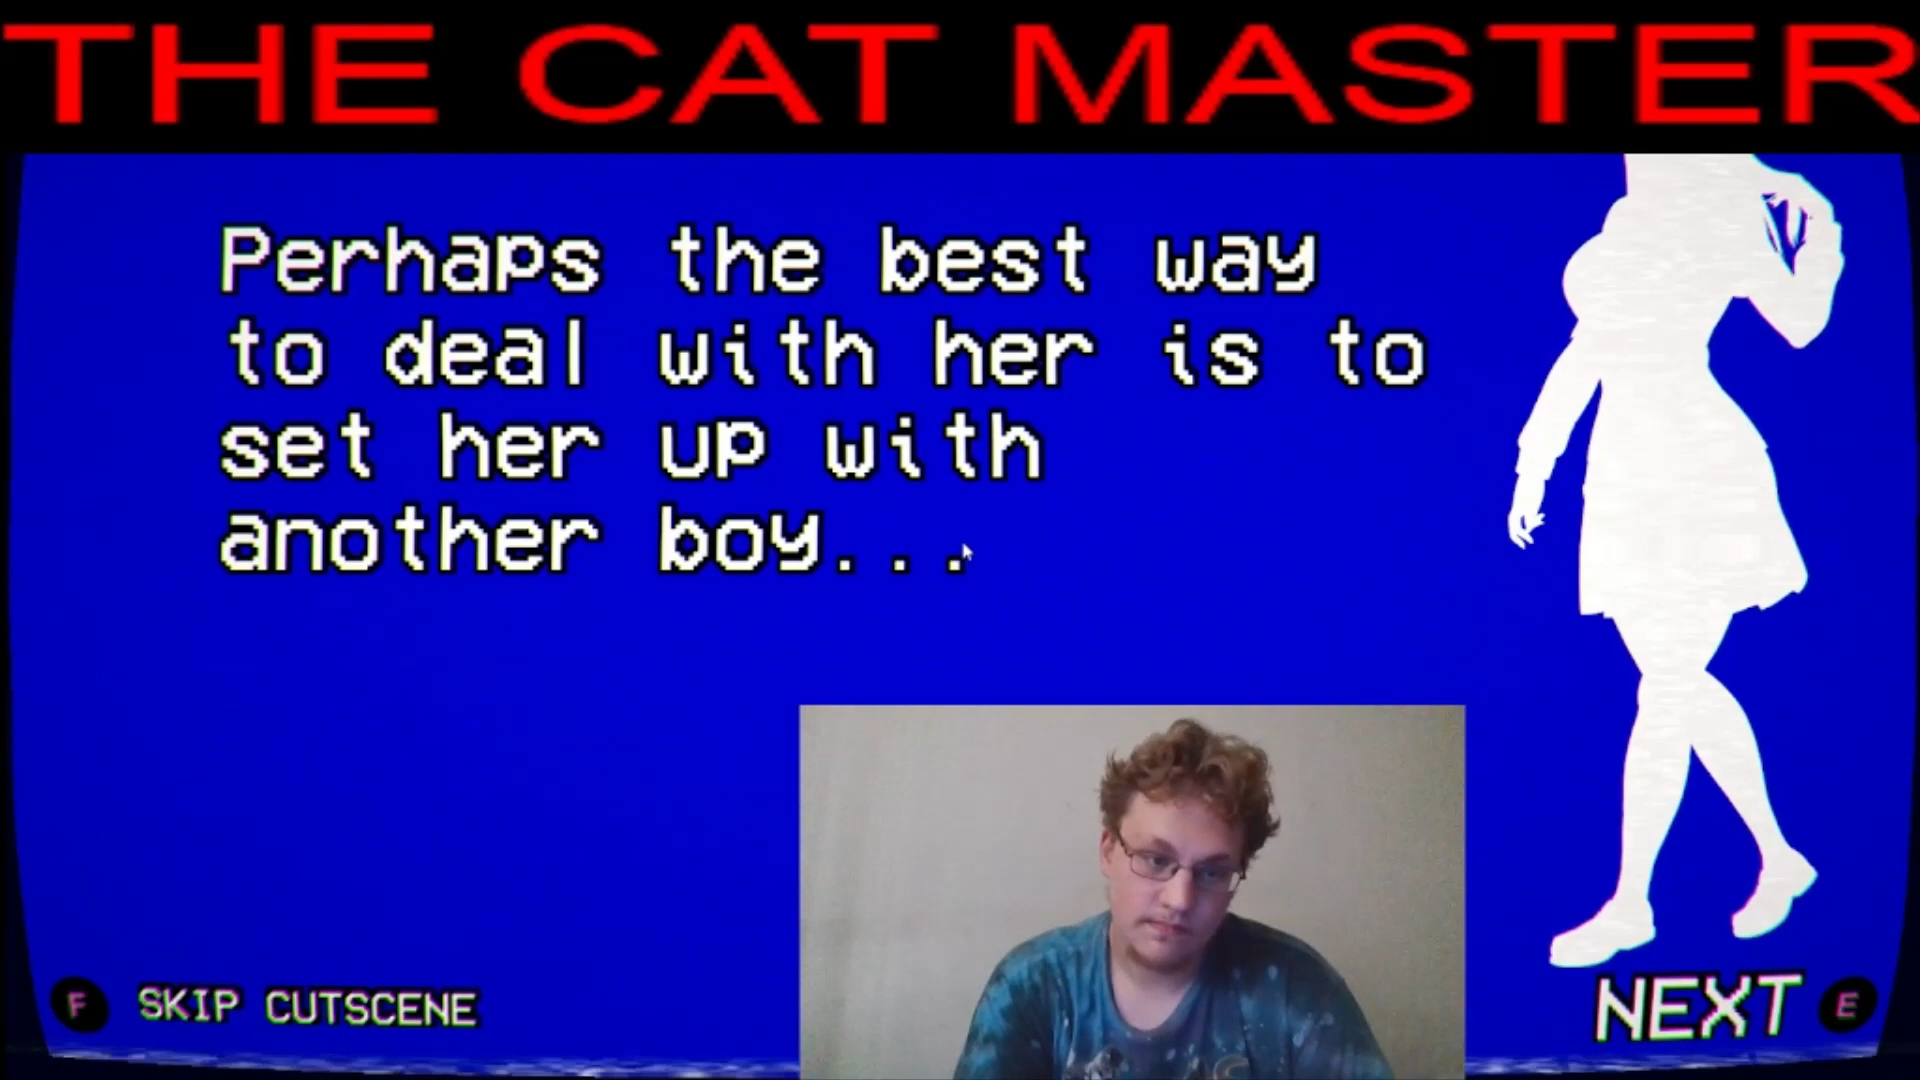 THE CAT MASTER
Perhaps the best way
to deal with her is to
set her up with
another boy...
F SKIP CUTSCENE
NEXT E